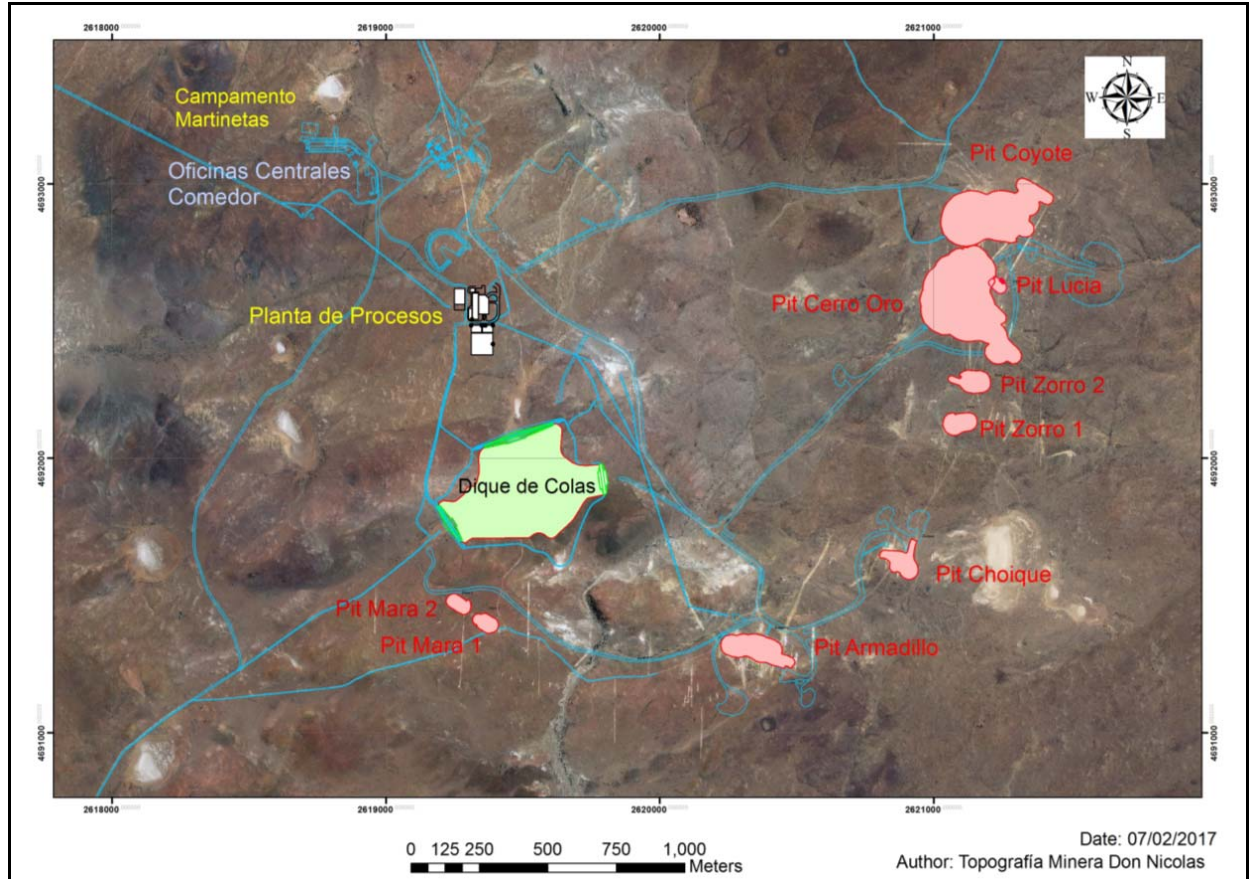 2618000
2619000
2620000
2621000
N
W E
S
Campamento
Martinetas
Pit Coyote
Oficinas Centrales
Comedor
4693000
4693000
Pit Lucia
Pit Cerro Oro
Planta de Procesos
Pit Zorro 2
Pit Zorro 1
4692000
4692000
Dique de Colas
Pit Choique
Pit Mara 2
Pit Mara 1
Pit Armadillo
4691000
4691000
2618000
2619000
2620000
2621000
0 125 250 500 750 1,000
Meters
Date: 07/02/2017
Author: Topografía Minera Don Nicolas